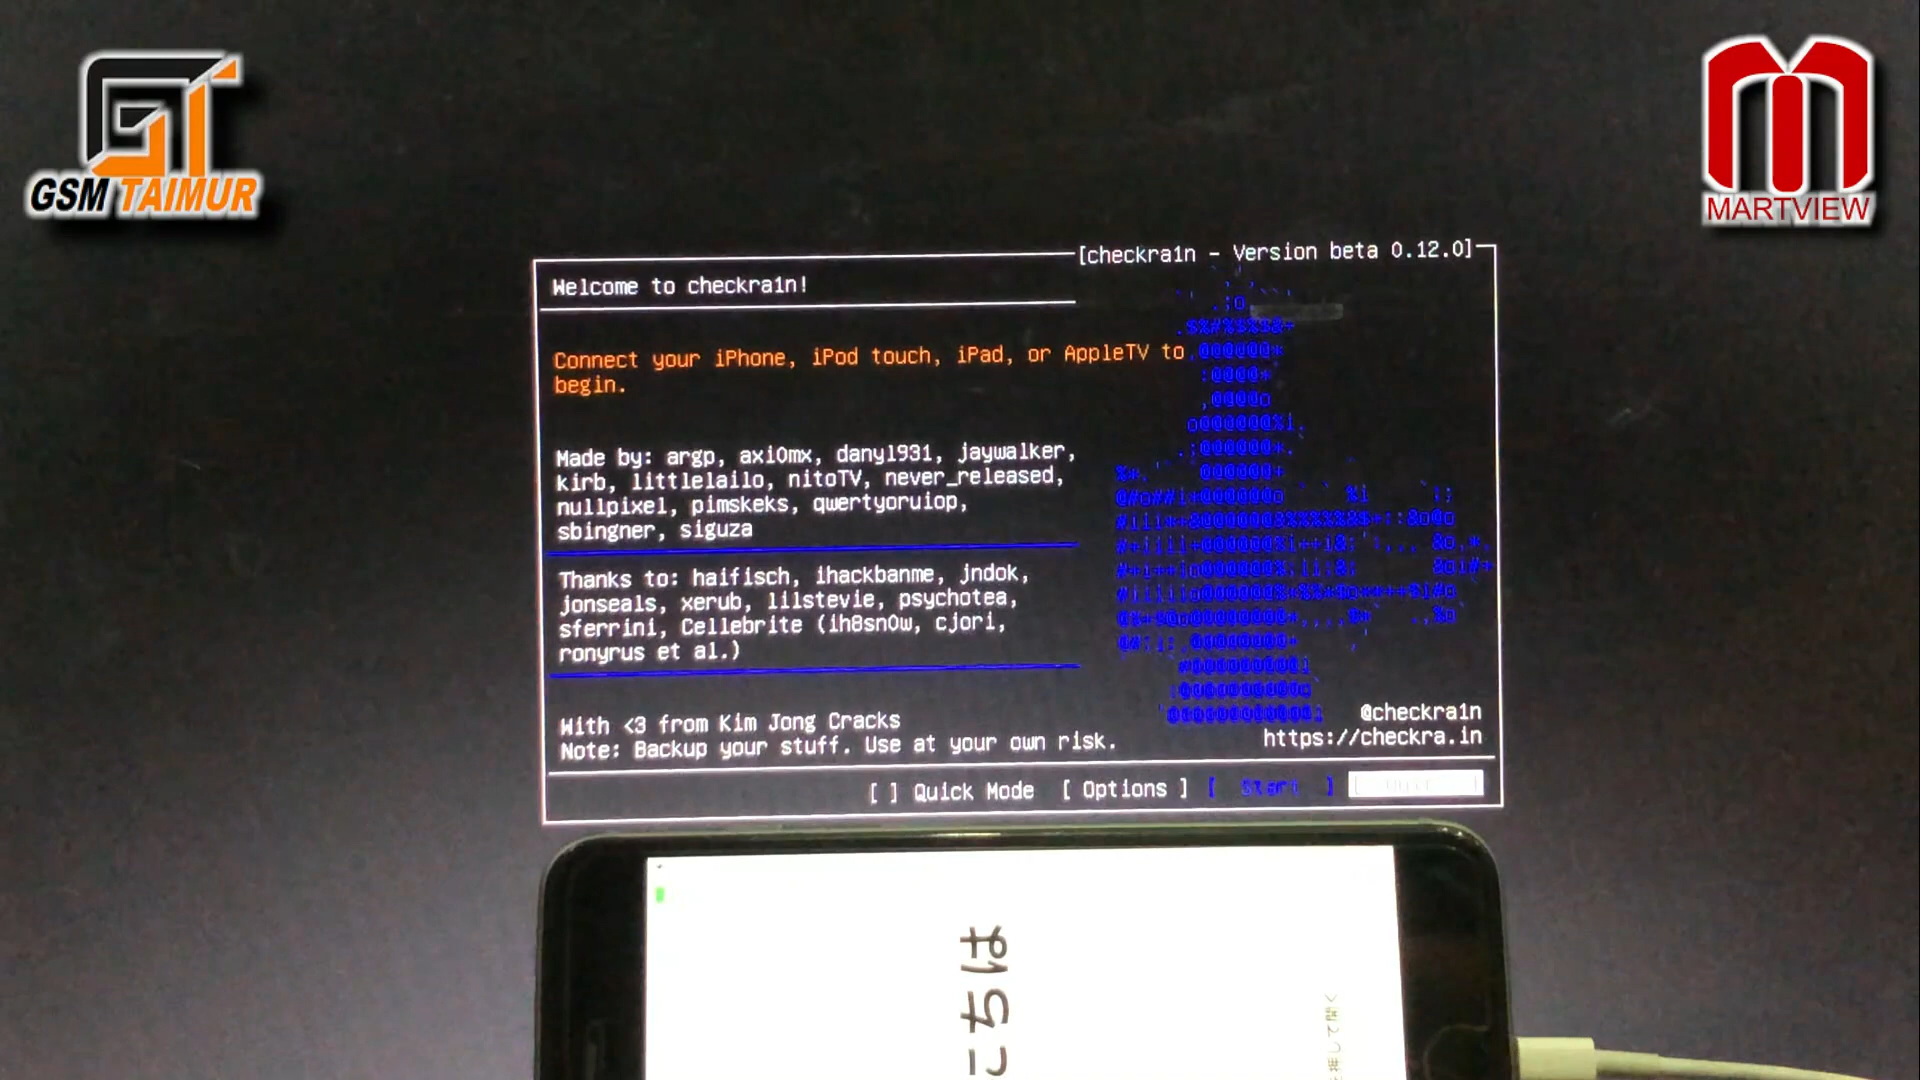 GSM TAIMUR
MARTVIEW
[checkra1n - Version beta 0.12.0]
Welcome to checkra1n!
Connect your iPhone, iPod touch, iPad, or AppleTV to
begin.
Made by: argp, axi0mx, danyl931, jaywalker,
kirb, littlelailo, nitoTV, never_released,
nullpixel, pimskeks, qwertyoruiop,
sbingner, siguza
Thanks to: haifisch, ihackbanme, jndok,
jonseals, xerub, lilstevie, psychotea,
sferrini, Cellebrite (ih8sn0w, cjori,
ronyrus et al.)
With <3 from Kim Jong Cracks
Note: Backup your stuff. Use at your own risk.
@checkra1n
https://checkra.in
[ ] Quick Mode [ Options ] [ Start ]
こちは